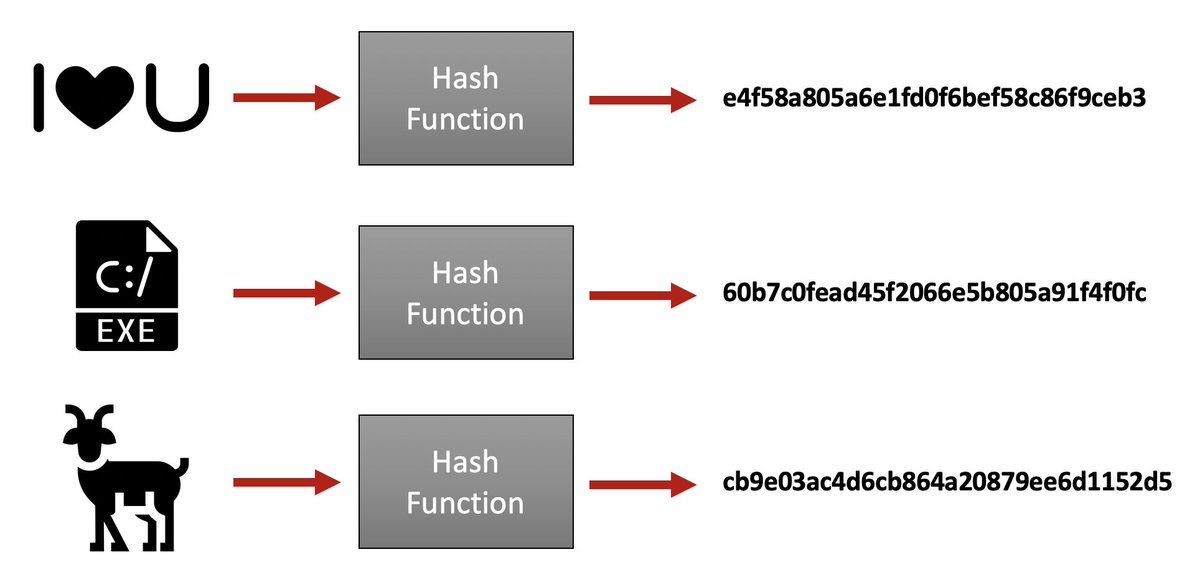 I♥U
Hash
Function
e4f58a805a6e1fd0f6bef58c86f9ceb3
C:/
EXE
Hash
Function
60b7c0fead45f2066e5b805a91f4f0fc
Hash
Function
cb9e03ac4d6cb864a20879ee6d1152d5